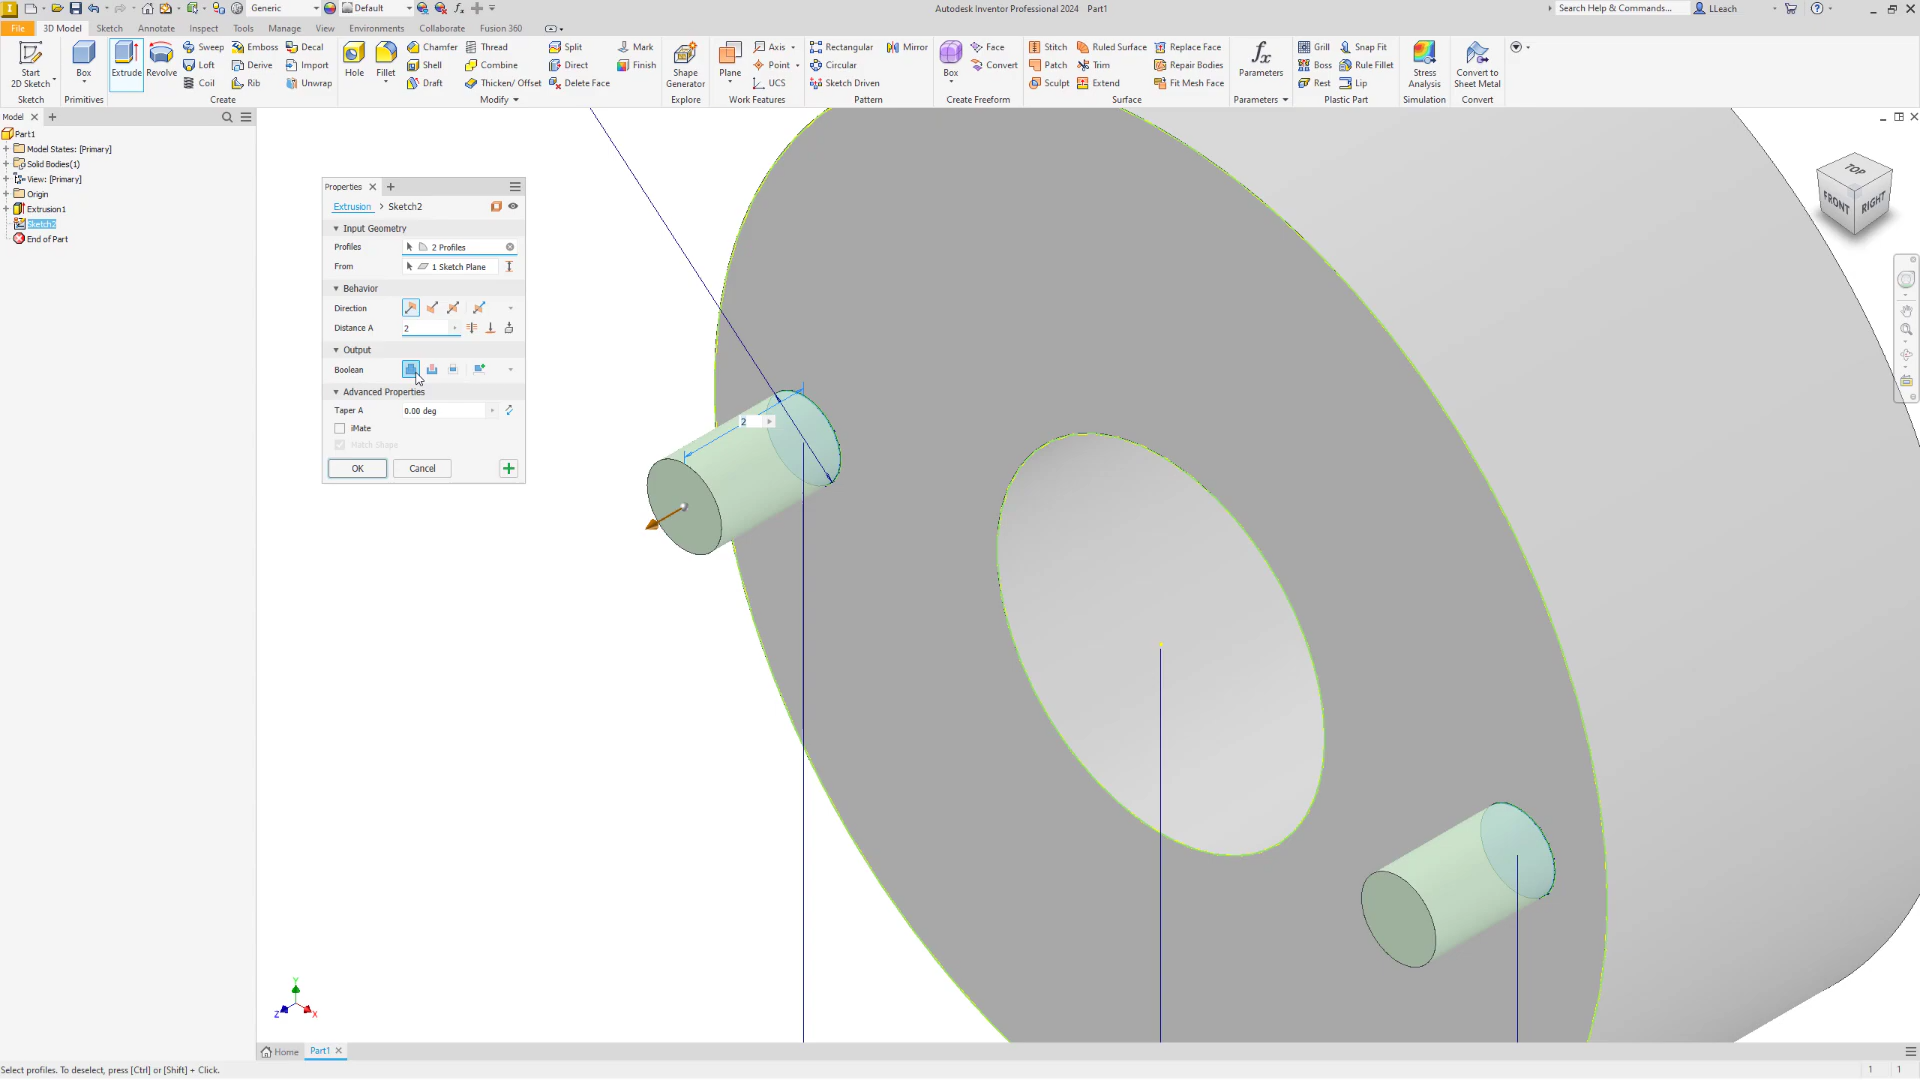 Generic
Default
Autodesk Inventor Professional 2024 Part1
Search Help & Commands...
LLeach
File
3D Model
Sketch
Annotate
Inspect
Tools
Manage
View
Environments
Collaborate
Fusion 360
Start
2D Sketch
Sketch
Box
Primitives
Extrude
Revolve
Sweep
Emboss
Decal
Loft
Derive
Import
Coil
Rib
Unwrap
Create
Hole
Fillet
Chamfer
Thread
Split
Mark
Shell
Combine
Direct
Finish
Draft
Thicken/ Offset
Delete Face
Modify
Shape
Generator
Explore
Plane
Axis
Point
UCS
Work Features
Rectangular
Mirror
Circular
Sketch Driven
Pattern
Box
Face
Convert
Create Freeform
Stitch
Ruled Surface
Replace Face
Patch
Trim
Repair Bodies
Sculpt
Extend
Fit Mesh Face
Surface
fx
Parameters
Parameters
Grill
Snap Fit
Boss
Rule Fillet
Rest
Lip
Plastic Part
Stress
Analysis
Simulation
Convert to
Sheet Metal
Convert
Model
Part1
Model States: [Primary]
Solid Bodies(1)
View: [Primary]
Origin
Extrusion1
Sketch2
End of Part
Properties
Extrusion > Sketch2
Input Geometry
Profiles 2 Profiles
From 1 Sketch Plane
Behavior
Direction
Distance A 2
Output
Boolean
Advanced Properties
Taper A 0.00 deg
iMate
Match Shape
OK Cancel
2
TOP
FRONT
RIGHT
Y
Z
X
Home
Part1
Select profiles. To deselect, press [Ctrl] or [Shift] + Click.
1 1